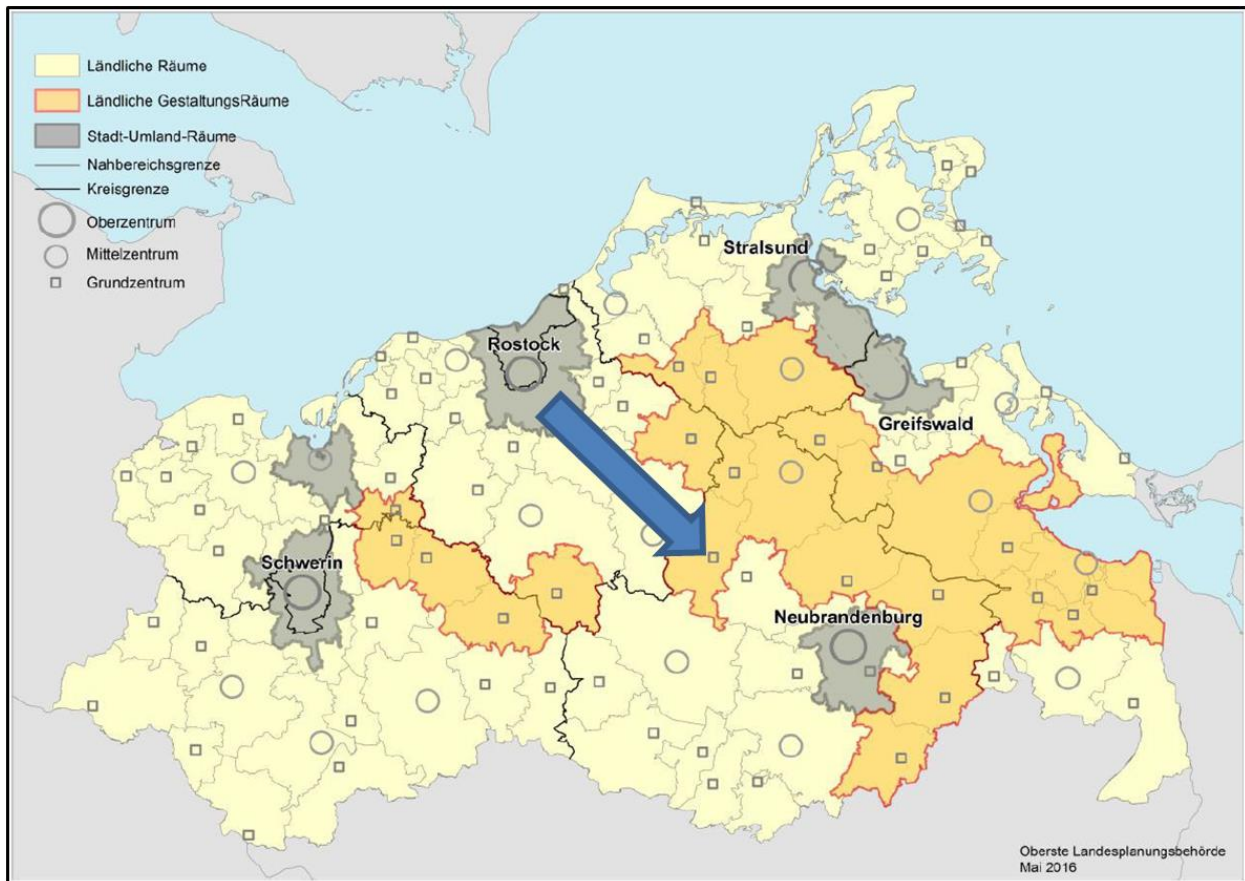 Ländliche Räume
Ländliche GestaltungsRäume
Stadt-Umland-Räume
Nahbereichsgrenze
Kreisgrenze
Oberzentrum
Mittelzentrum
Grundzentrum
Stralsund
Rostock
Greifswald
Schwerin
Neubrandenburg
Oberste Landesplanungsbehörde
Mai 2016